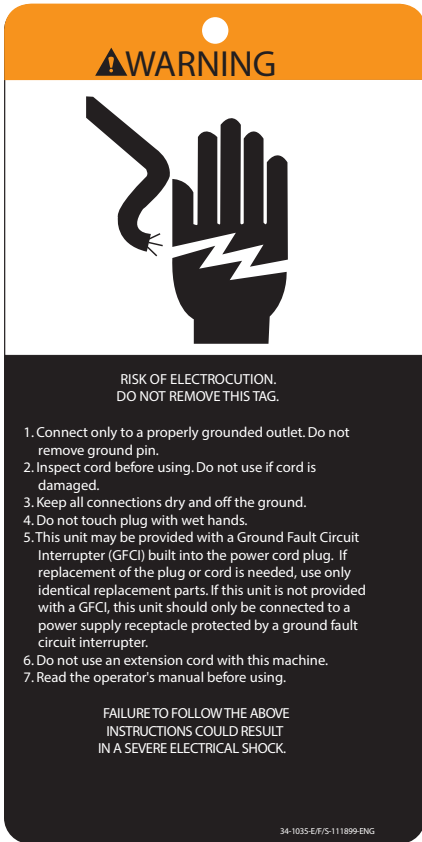 WARNING
RISK OF ELECTROCUTION.
DO NOT REMOVE THIS TAG.
1. Connect only to a properly grounded outlet. Do not
remove ground pin.
2. Inspect cord before using. Do not use if cord is
damaged.
3. Keep all connections dry and off the ground.
4. Do not touch plug with wet hands.
5. This unit may be provided with a Ground Fault Circuit
Interrupter (GFCI) built into the power cord plug. If
replacement of the plug or cord is needed, use only
identical replacement parts. If this unit is not provided
with a GFCI, this unit should only be connected to a
power supply receptacle protected by a ground fault
circuit interrupter.
6. Do not use an extension cord with this machine.
7. Read the operator's manual before using.
FAILURE TO FOLLOW THE ABOVE
INSTRUCTIONS COULD RESULT
IN A SEVERE ELECTRICAL SHOCK.
34-1035-E/F/S-111899-ENG